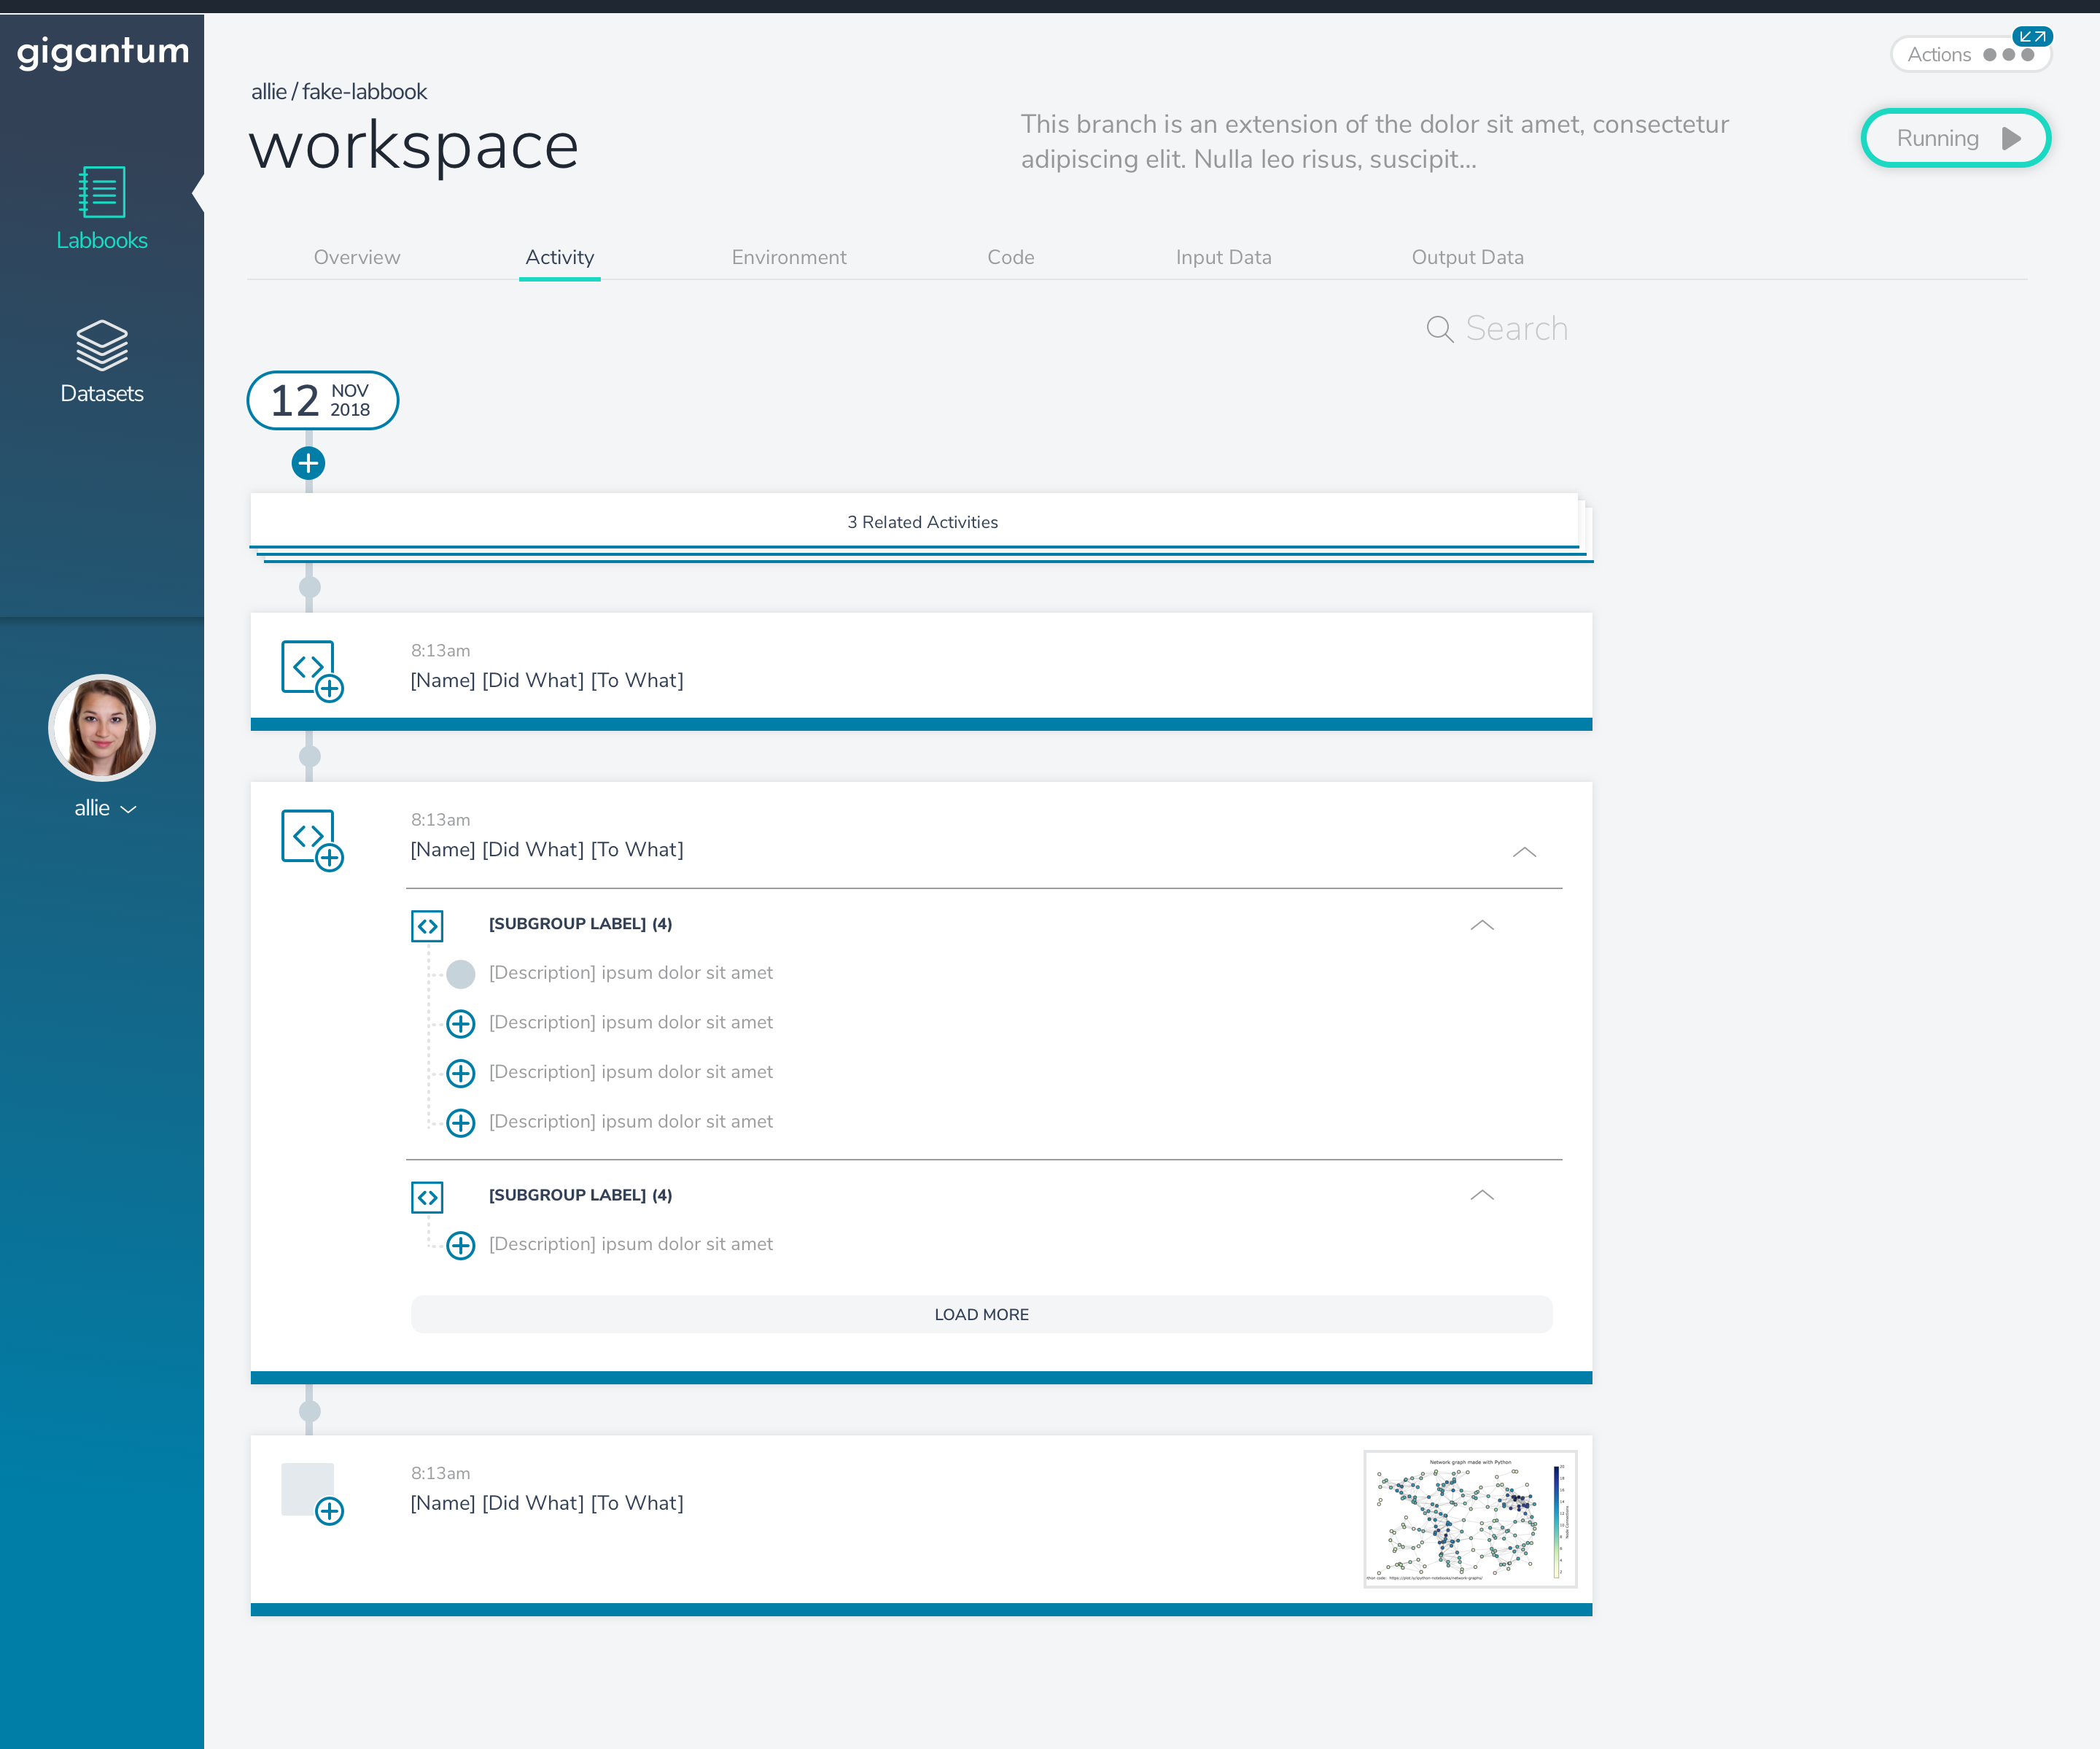 gigantum
Labbooks
Datasets
allie
Actions
allie / fake-labbook
workspace
This branch is an extension of the dolor sit amet, consectetur
adipiscing elit. Nulla leo risus, suscipit...
Running
Overview
Activity
Environment
Code
Input Data
Output Data
Search
12 NOV
2018
3 Related Activities
8:13am
[Name] [Did What] [To What]
8:13am
[Name] [Did What] [To What]
[SUBGROUP LABEL] (4)
[Description] ipsum dolor sit amet
[Description] ipsum dolor sit amet
[Description] ipsum dolor sit amet
[Description] ipsum dolor sit amet
[SUBGROUP LABEL] (4)
[Description] ipsum dolor sit amet
LOAD MORE
8:13am
[Name] [Did What] [To What]
Network graph made with Python